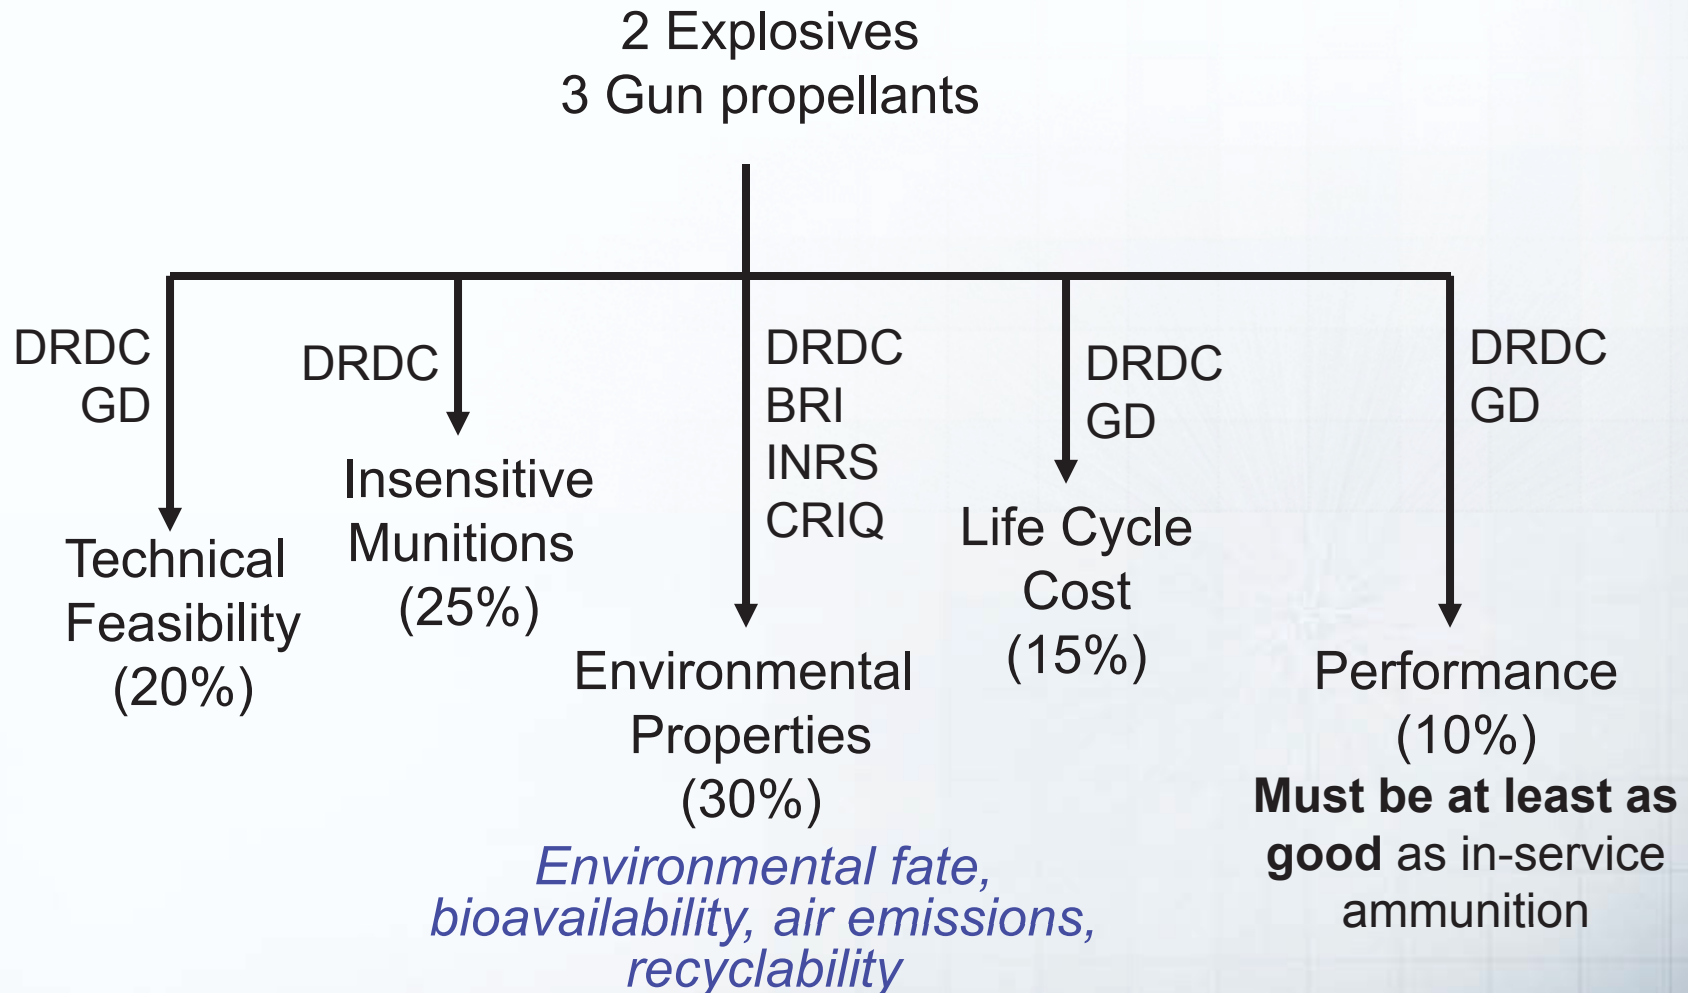 2 Explosives
3 Gun propellants
DRDC
GD
Technical
Feasibility
(20%)
DRDC
Insensitive
Munitions
(25%)
DRDC
BRI
INRS
CRIQ
Environmental
Properties
(30%)
Environmental fate,
bioavailability, air emissions,
recyclability
DRDC
GD
Life Cycle
Cost
(15%)
DRDC
GD
Performance
(10%)
Must be at least as
good as in-service
ammunition